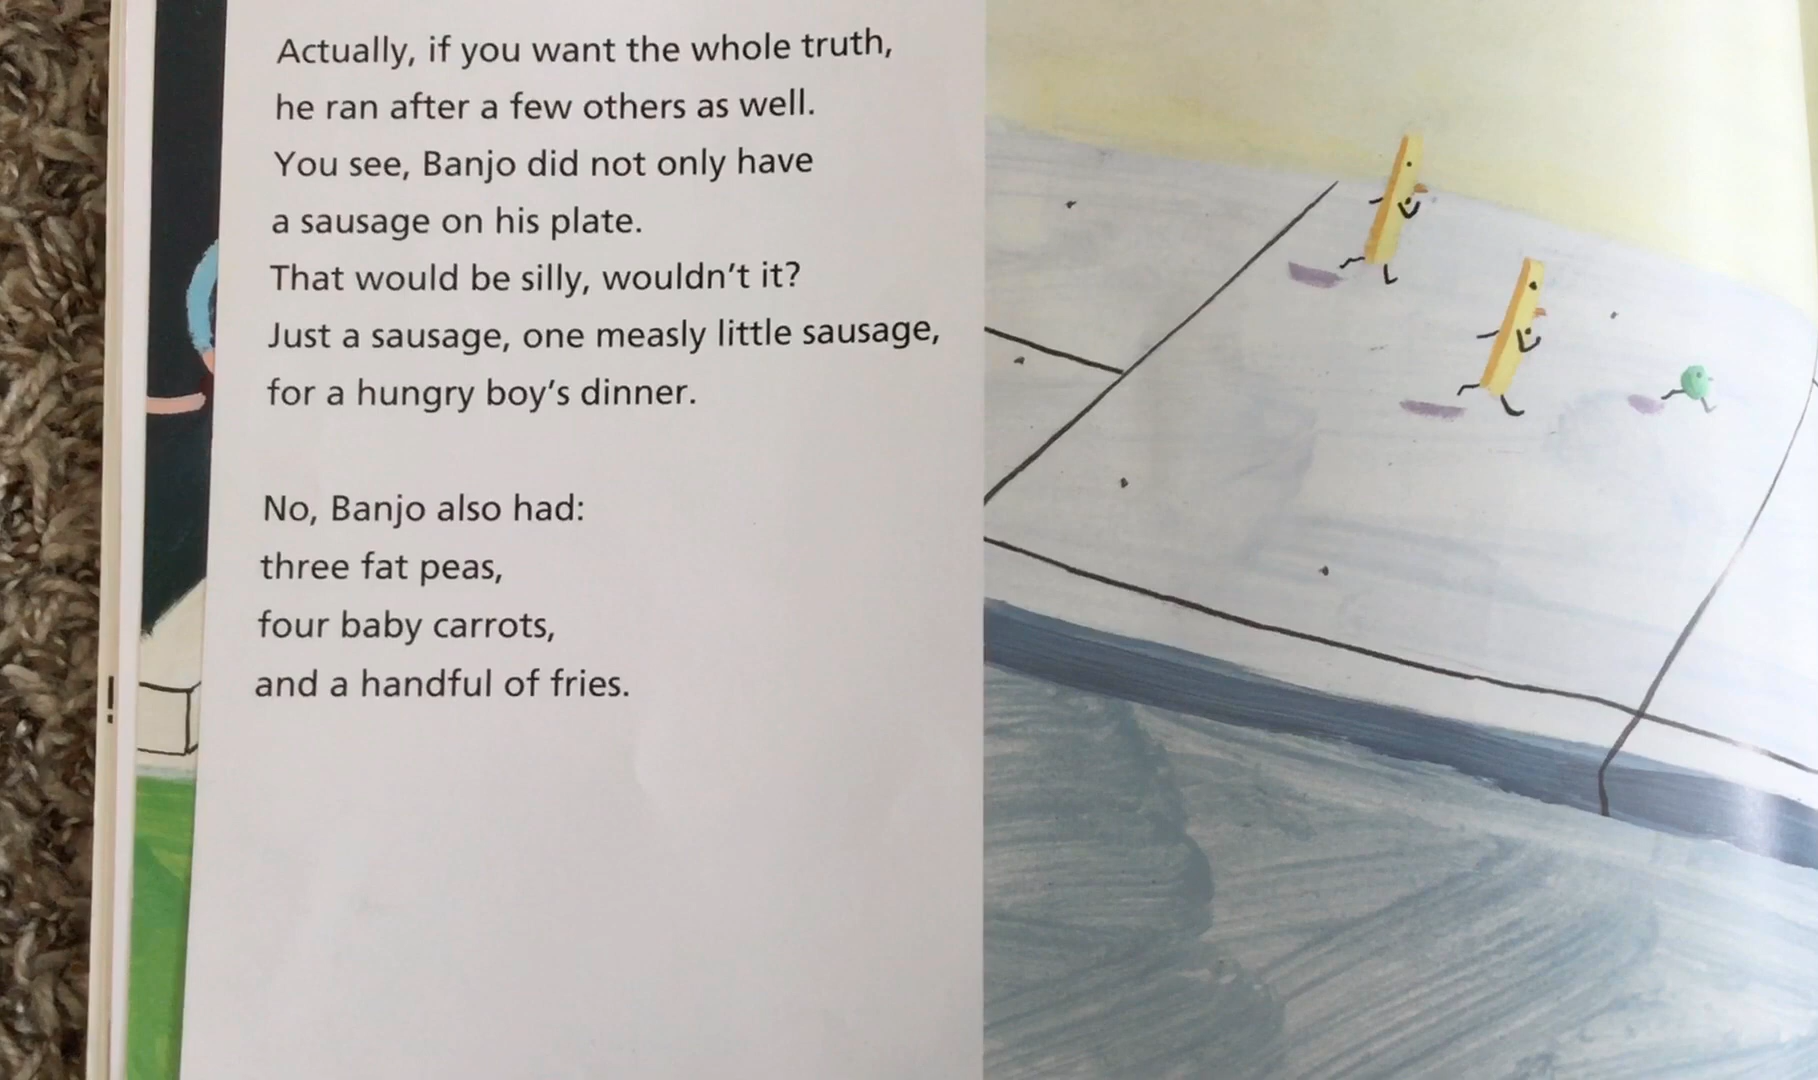 Actually, if you want the whole truth,
he ran after a few others as well.
You see, Banjo did not only have
a sausage on his plate.
That would be silly, wouldn't it?
Just a sausage, one measly little sausage,
for a hungry boy's dinner.
No, Banjo also had:
three fat peas,
four baby carrots,
and a handful of fries.